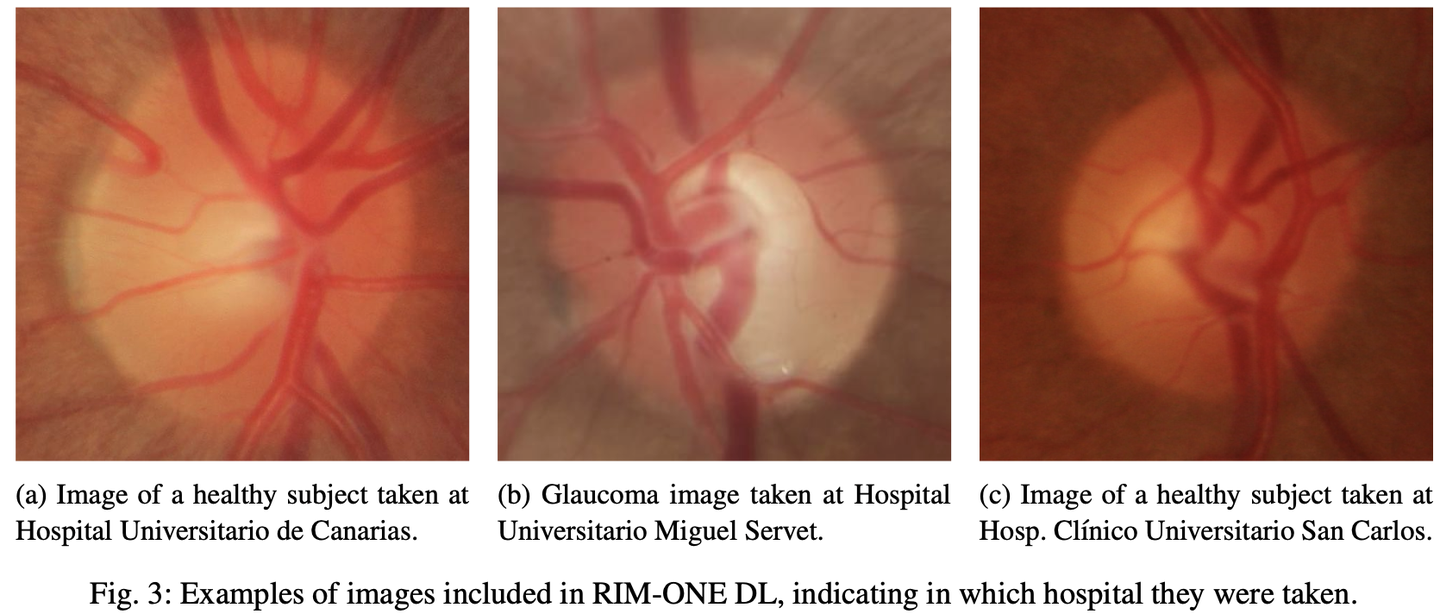 (a) Image of a healthy subject taken at
Hospital Universitario de Canarias.
(b) Glaucoma image taken at Hospital
Universitario Miguel Servet.
(c) Image of a healthy subject taken at
Hosp. Clínico Universitario San Carlos.
Fig. 3: Examples of images included in RIM-ONE DL, indicating in which hospital they were taken.